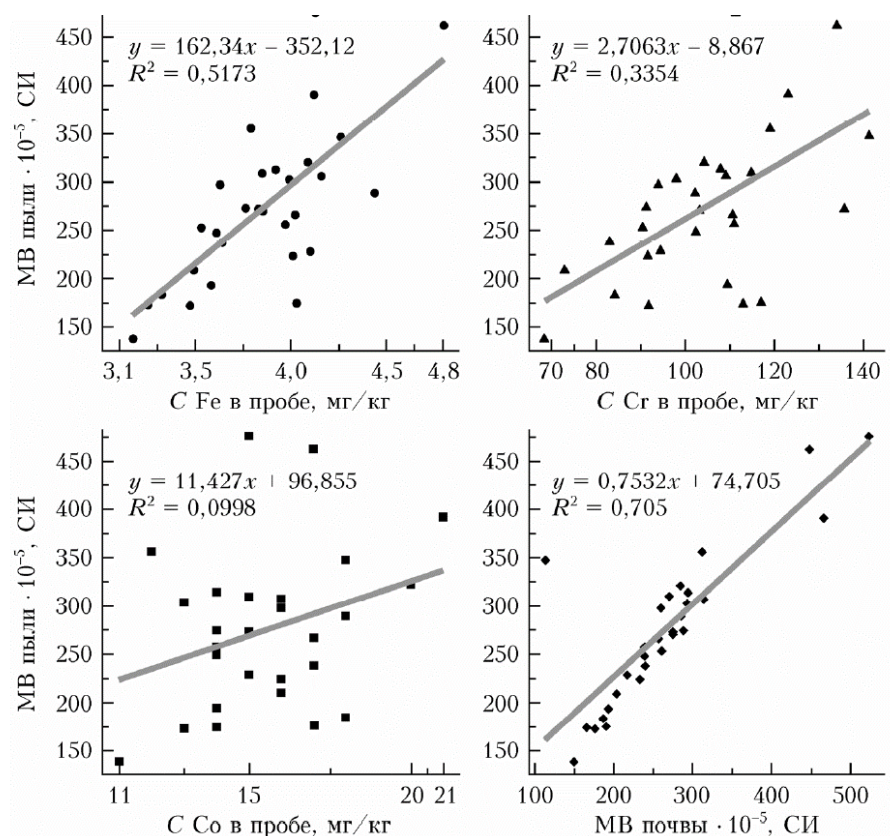 450
400
350
300
250
200
150
МВ пыли · 10⁻⁵, СИ
y = 162,34x – 352,12
R² = 0,5173
3,1 3,5 4,0 4,5 4,8
C Fe в пробе, мг/кг
450
400
350
300
250
200
150
y = 2,7063x – 8,867
R² = 0,3354
70 80 100 120 140
C Cr в пробе, мг/кг
450
400
350
300
250
200
150
МВ пыли · 10⁻⁵, СИ
y = 11,427x + 96,855
R² = 0,0998
11 15 20 21
C Co в пробе, мг/кг
450
400
350
300
250
200
150
y = 0,7532x + 74,705
R² = 0,705
100 200 300 400 500
МВ почвы · 10⁻⁵, СИ